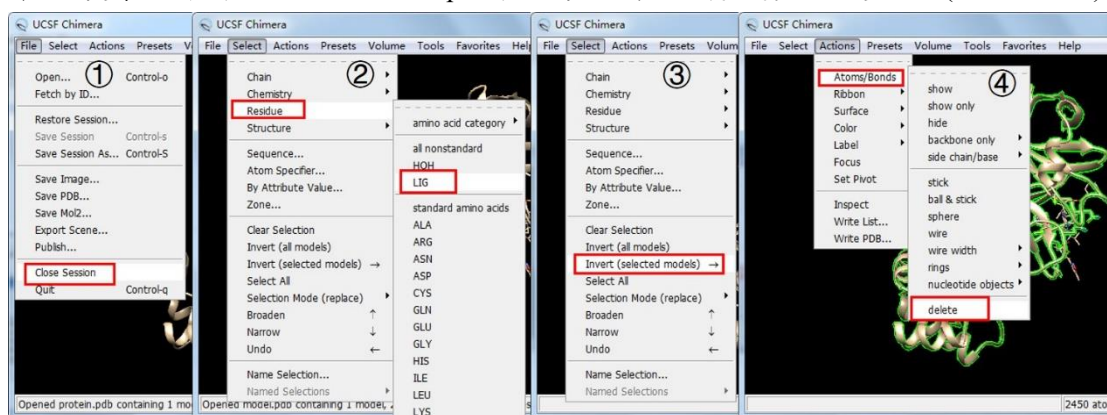 UCSF Chimera
File Select Actions Presets
①
Open... Control-o
Fetch by ID...
Restore Session...
Save Session Control-s
Save Session As... Control-S
Save Image...
Save PDB...
Save Mol2...
Export Scene...
Publish...
Close Session
Quit Control-q
Opened protein.pdb containing 1
UCSF Chimera
File Select Actions Presets Volume Tools Favorites
②
Chain
Chemistry
Residue
Structure
Sequence...
Atom Specifier...
By Attribute Value...
Zone...
Clear Selection
Invert (all models)
Invert (selected models) →
Select All
Selection Mode (replace)
Broaden ↑
Narrow ↓
Undo ←
Name Selection...
Named Selections
amino acid category
all nonstandard
HOH
LIG
standard amino acids
ALA
ARG
ASN
ASP
CYS
GLN
GLU
GLY
HIS
ILE
LEU
LYS
Opened model.pdb containing 1 model,
UCSF Chimera
File Select Actions Presets
③
Chain
Chemistry
Residue
Structure
Sequence...
Atom Specifier...
By Attribute Value...
Zone...
Clear Selection
Invert (all models)
Invert (selected models) →
Select All
Selection Mode (replace)
Broaden ↑
Narrow ↓
Undo ←
Name Selection...
Named Selections
UCSF Chimera
File Select Actions Presets Volume Tools Favorites Help
④
Atoms/Bonds
Ribbon
Surface
Color
Label
Focus
Set Pivot
Inspect
Write List...
Write PDB...
show
show only
hide
backbone only
side chain/base
stick
ball & stick
sphere
wire
wire width
rings
nucleotide objects
delete
2450